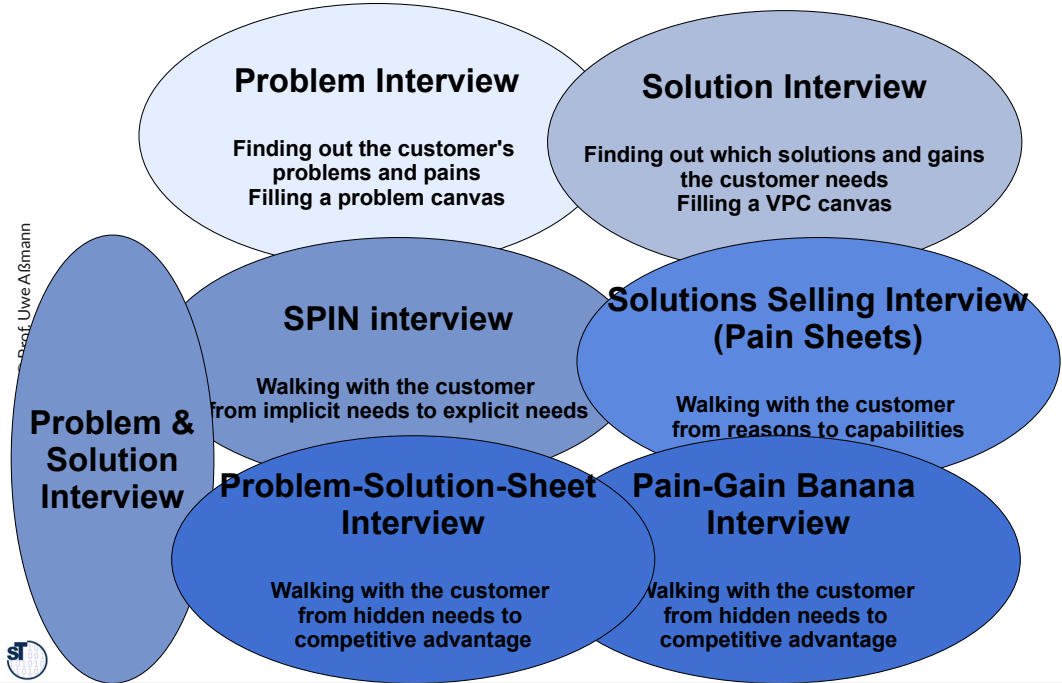 Problem Interview
Finding out the customer's
problems and pains
Filling a problem canvas
Solution Interview
Finding out which solutions and gains
the customer needs
Filling a VPC canvas
Prof. Uwe Aßmann
SPIN interview
Walking with the customer
from implicit needs to explicit needs
Solutions Selling Interview
(Pain Sheets)
Walking with the customer
from reasons to capabilities
Problem &
Solution
Interview
Problem-Solution-Sheet
Interview
Walking with the customer
from hidden needs to
competitive advantage
Pain-Gain Banana
Interview
Walking with the customer
from hidden needs to
competitive advantage
ST